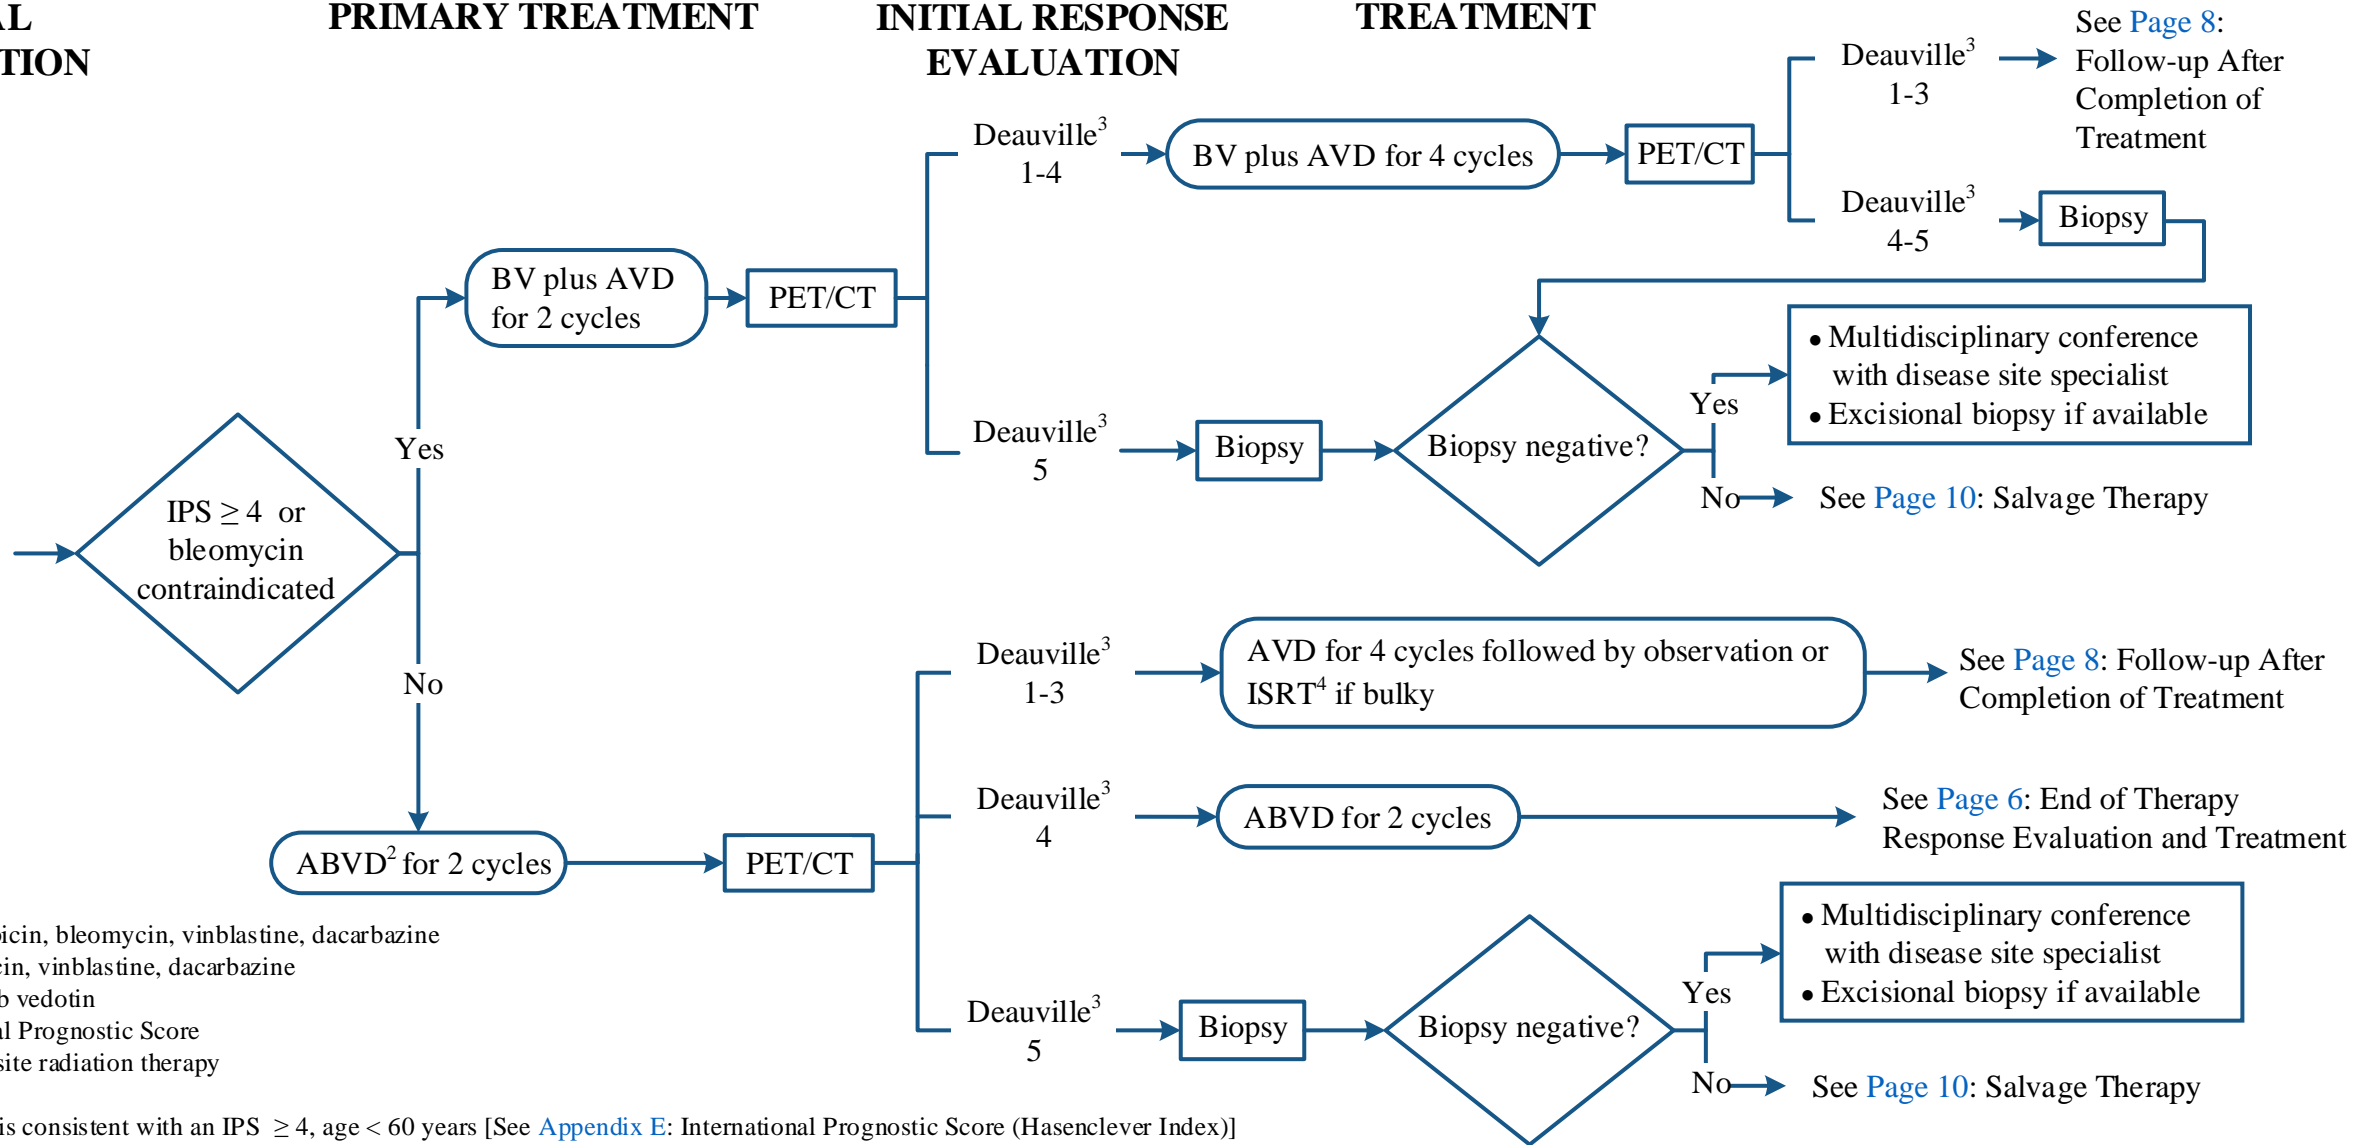 PRIMARY TREATMENT
INITIAL RESPONSE
EVALUATION
TREATMENT
IPS ≥ 4 or
bleomycin
contraindicated
Yes
No
BV plus AVD
for 2 cycles
PET/CT
Deauville³
1-4
BV plus AVD for 4 cycles
PET/CT
Deauville³
1-3
See Page 8:
Follow-up After
Completion of
Treatment
Deauville³
4-5
Biopsy
Deauville³
5
Biopsy
Biopsy negative?
Yes
• Multidisciplinary conference
with disease site specialist
• Excisional biopsy if available
No
See Page 10: Salvage Therapy
ABVD² for 2 cycles
PET/CT
Deauville³
1-3
AVD for 4 cycles followed by observation or
ISRT⁴ if bulky
See Page 8: Follow-up After
Completion of Treatment
Deauville³
4
ABVD for 2 cycles
See Page 6: End of Therapy
Response Evaluation and Treatment
Deauville³
5
Biopsy
Biopsy negative?
Yes
• Multidisciplinary conference
with disease site specialist
• Excisional biopsy if available
No
See Page 10: Salvage Therapy
bleomycin, vinblastine, dacarbazine
vinblastine, dacarbazine
vedotin
Prognostic Score
site radiation therapy
is consistent with an IPS ≥ 4, age < 60 years [See Appendix E: International Prognostic Score (Hasenclever Index)]